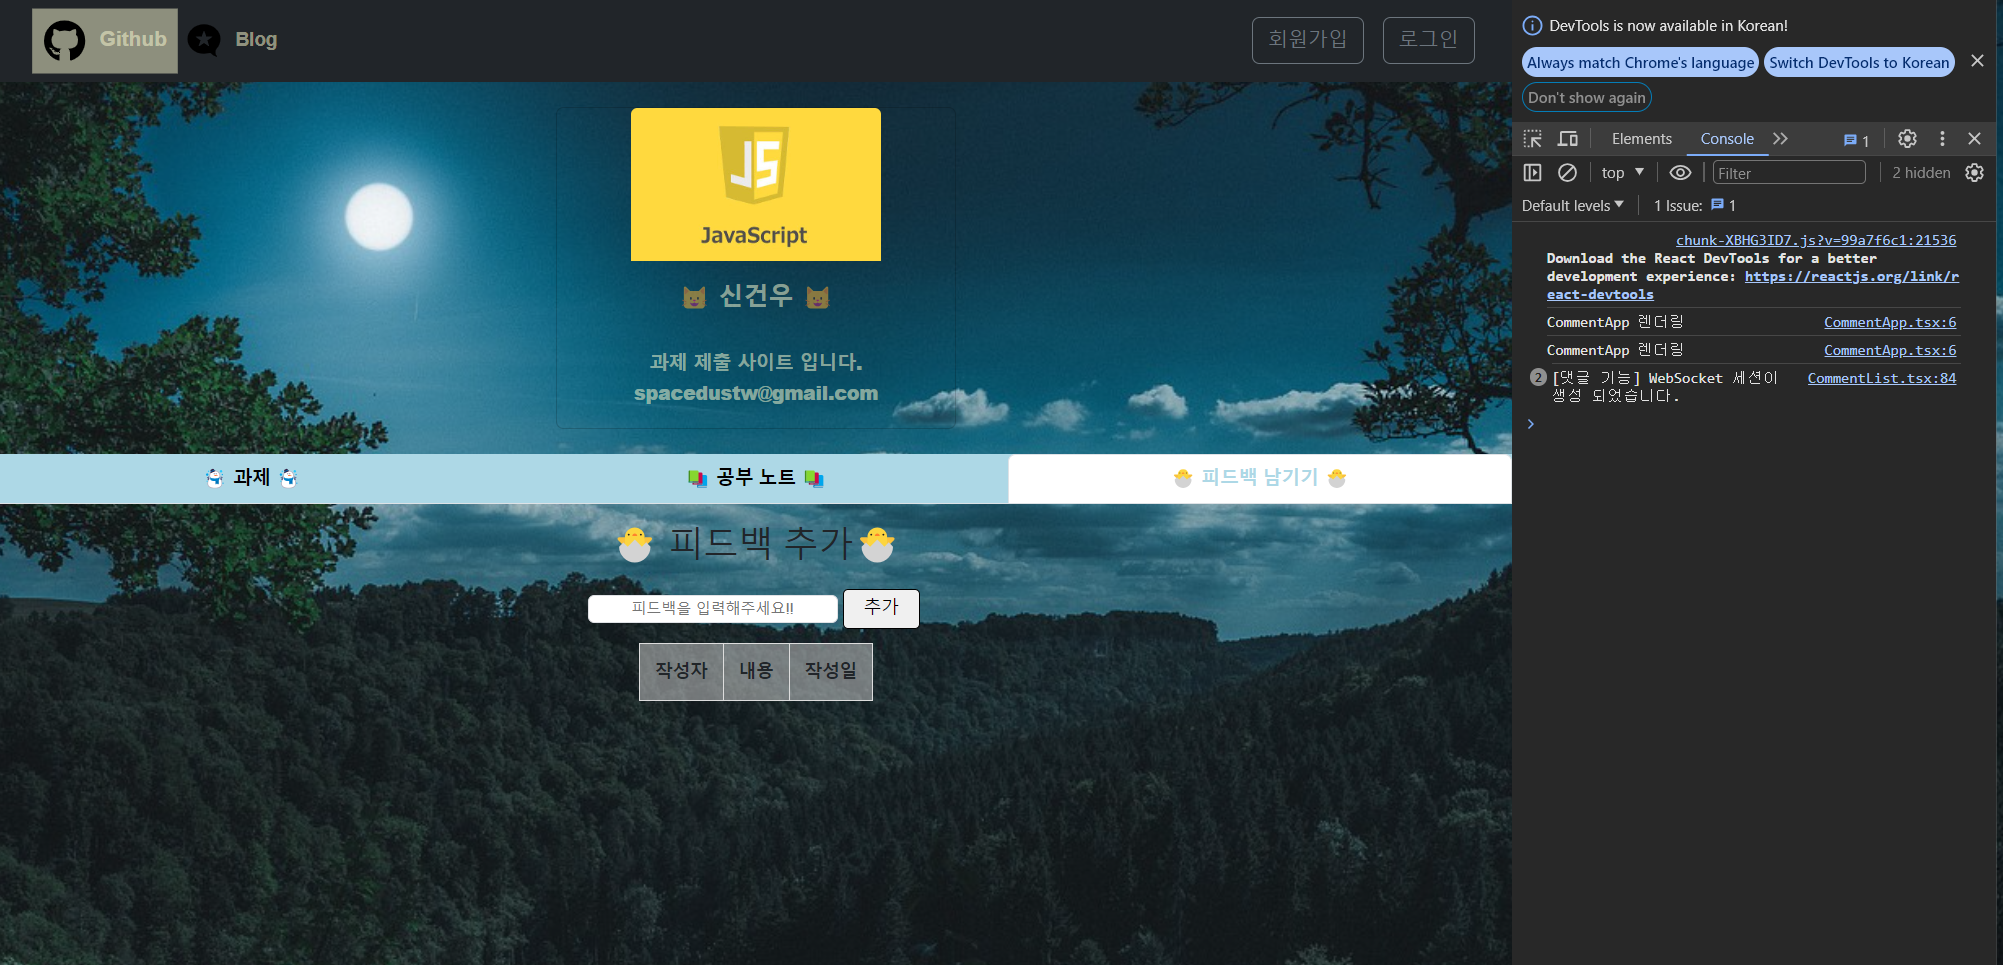 Github
Blog
회원가입
로그인
JS
JavaScript
신건우
과제 제출 사이트 입니다.
spacedustw@gmail.com
과제
공부 노트
피드백 남기기
피드백 추가
피드백을 입력해주세요!!
추가
작성자 내용 작성일
DevTools is now available in Korean!
Always match Chrome's language
Switch DevTools to Korean
Don't show again
Elements
Console
1
top
Filter
2 hidden
Default levels
1 Issue:
1
chunk-XBHG3ID7.js?v=99a7f6c1:21536
Download the React DevTools for a better
development experience: https://reactjs.org/link/r
eact-devtools
CommentApp 렌더링 CommentApp.tsx:6
CommentApp 렌더링 CommentApp.tsx:6
2 [댓글 기능] WebSocket 세션이 CommentList.tsx:84
생성 되었습니다.